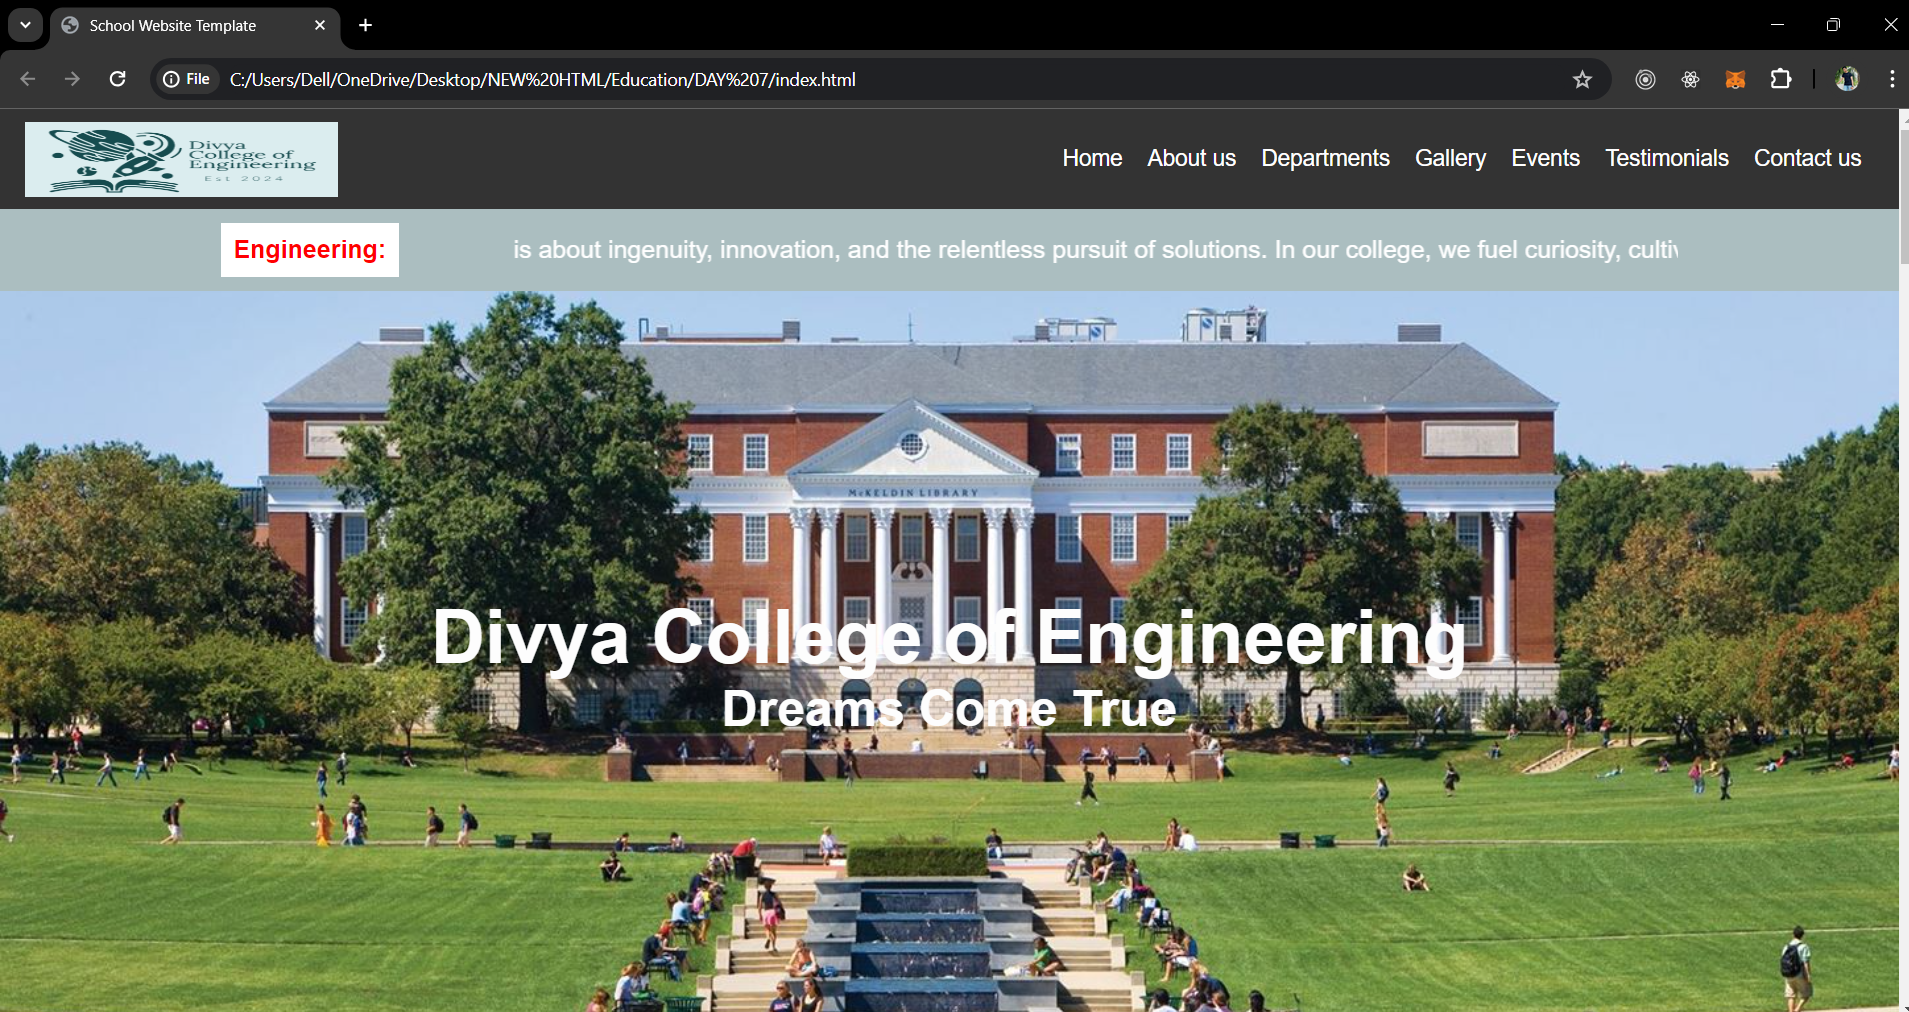 School Website Template
File
C:/Users/Dell/OneDrive/Desktop/NEW%20HTML/Education/DAY%207/index.html
Divya
College of
Engineering
Est 2024
Home About us Departments Gallery Events Testimonials Contact us
Engineering: is about ingenuity, innovation, and the relentless pursuit of solutions. In our college, we fuel curiosity, cultiv
McKELDIN LIBRARY
Divya College of Engineering
Dreams Come True